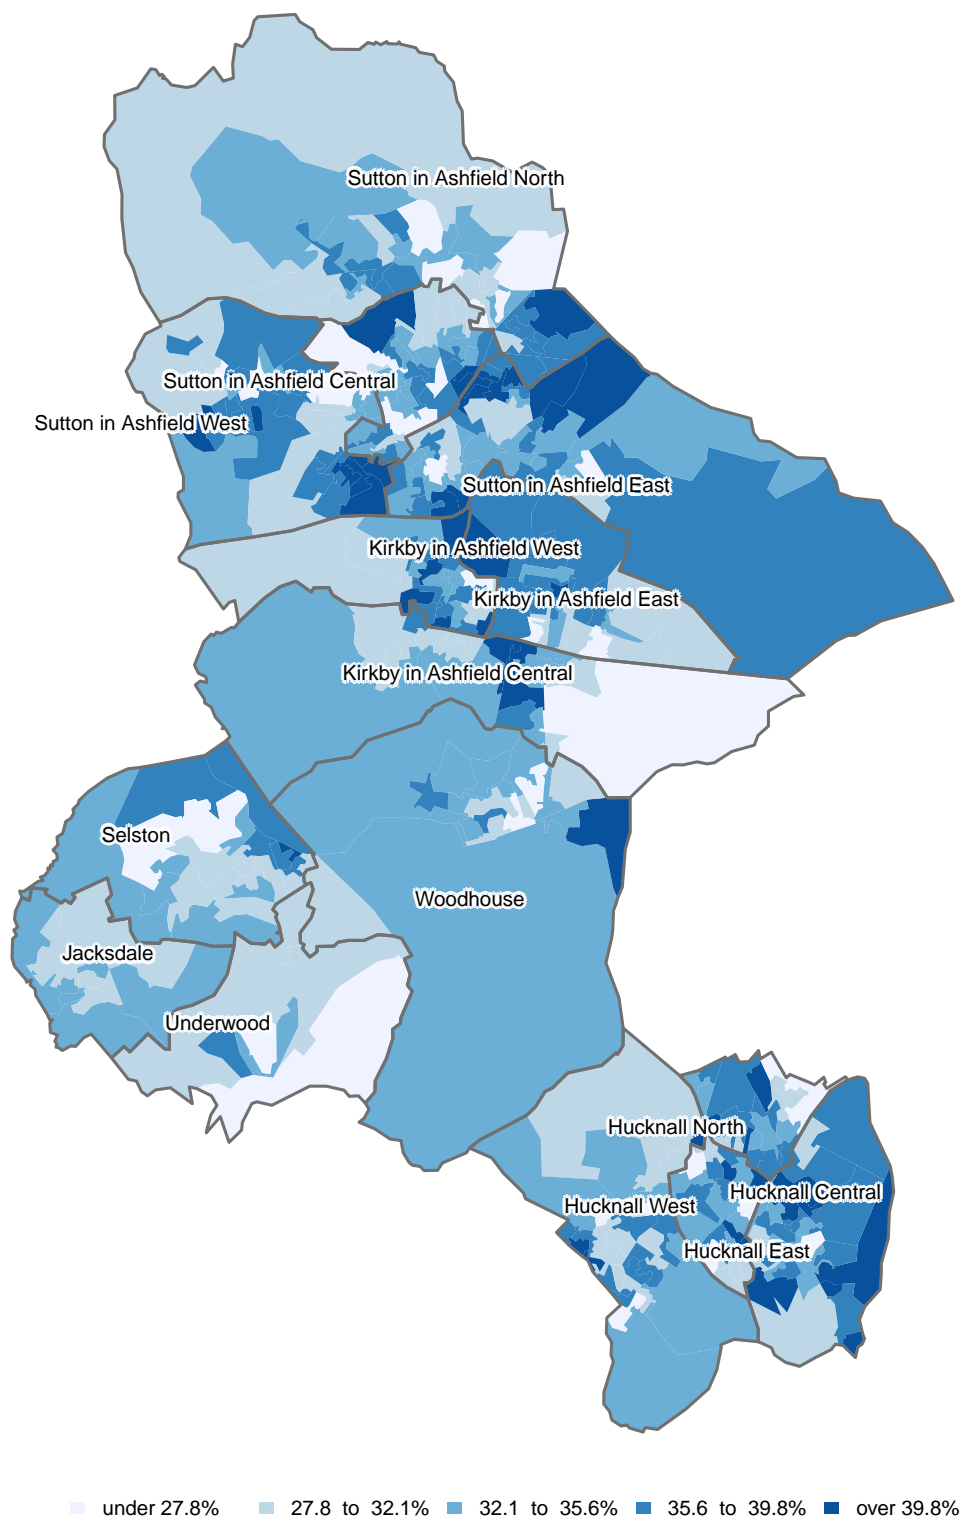 Sutton in Ashfield North
Sutton in Ashfield Central
Sutton in Ashfield West
Sutton in Ashfield East
Kirkby in Ashfield West
Kirkby in Ashfield East
Kirkby in Ashfield Central
Selston
Woodhouse
Jacksdale
Underwood
Hucknall North
Hucknall Central
Hucknall West
Hucknall East
under 27.8% 27.8 to 32.1% 32.1 to 35.6% 35.6 to 39.8% over 39.8%